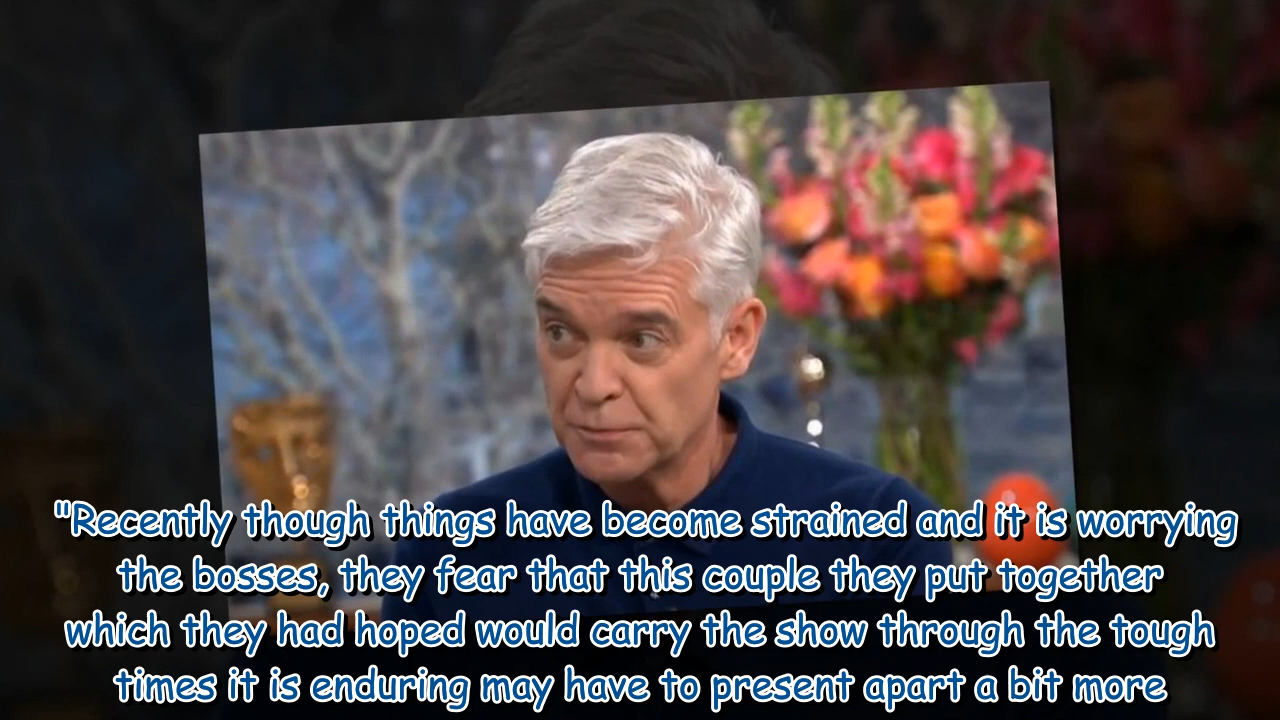 "Recently though things have become strained and it is worrying
the bosses, they fear that this couple they put together
which they had hoped would carry the show through the tough
times it is enduring may have to present apart a bit more